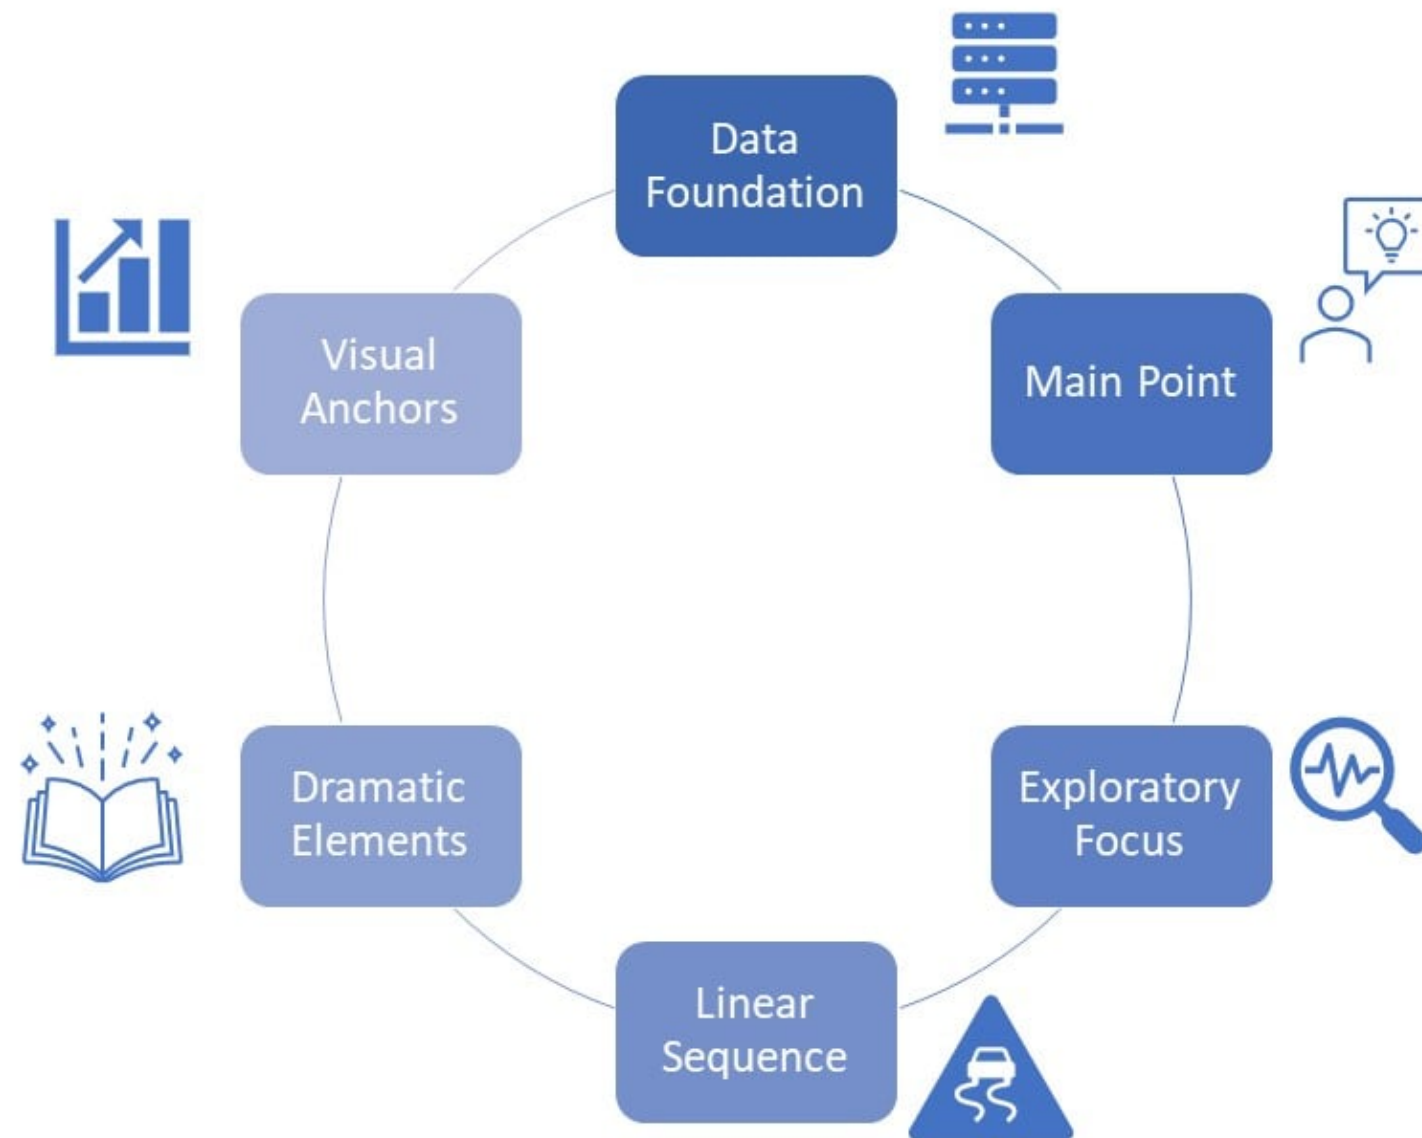 Data
Foundation
Main Point
Exploratory
Focus
Linear
Sequence
Dramatic
Elements
Visual
Anchors